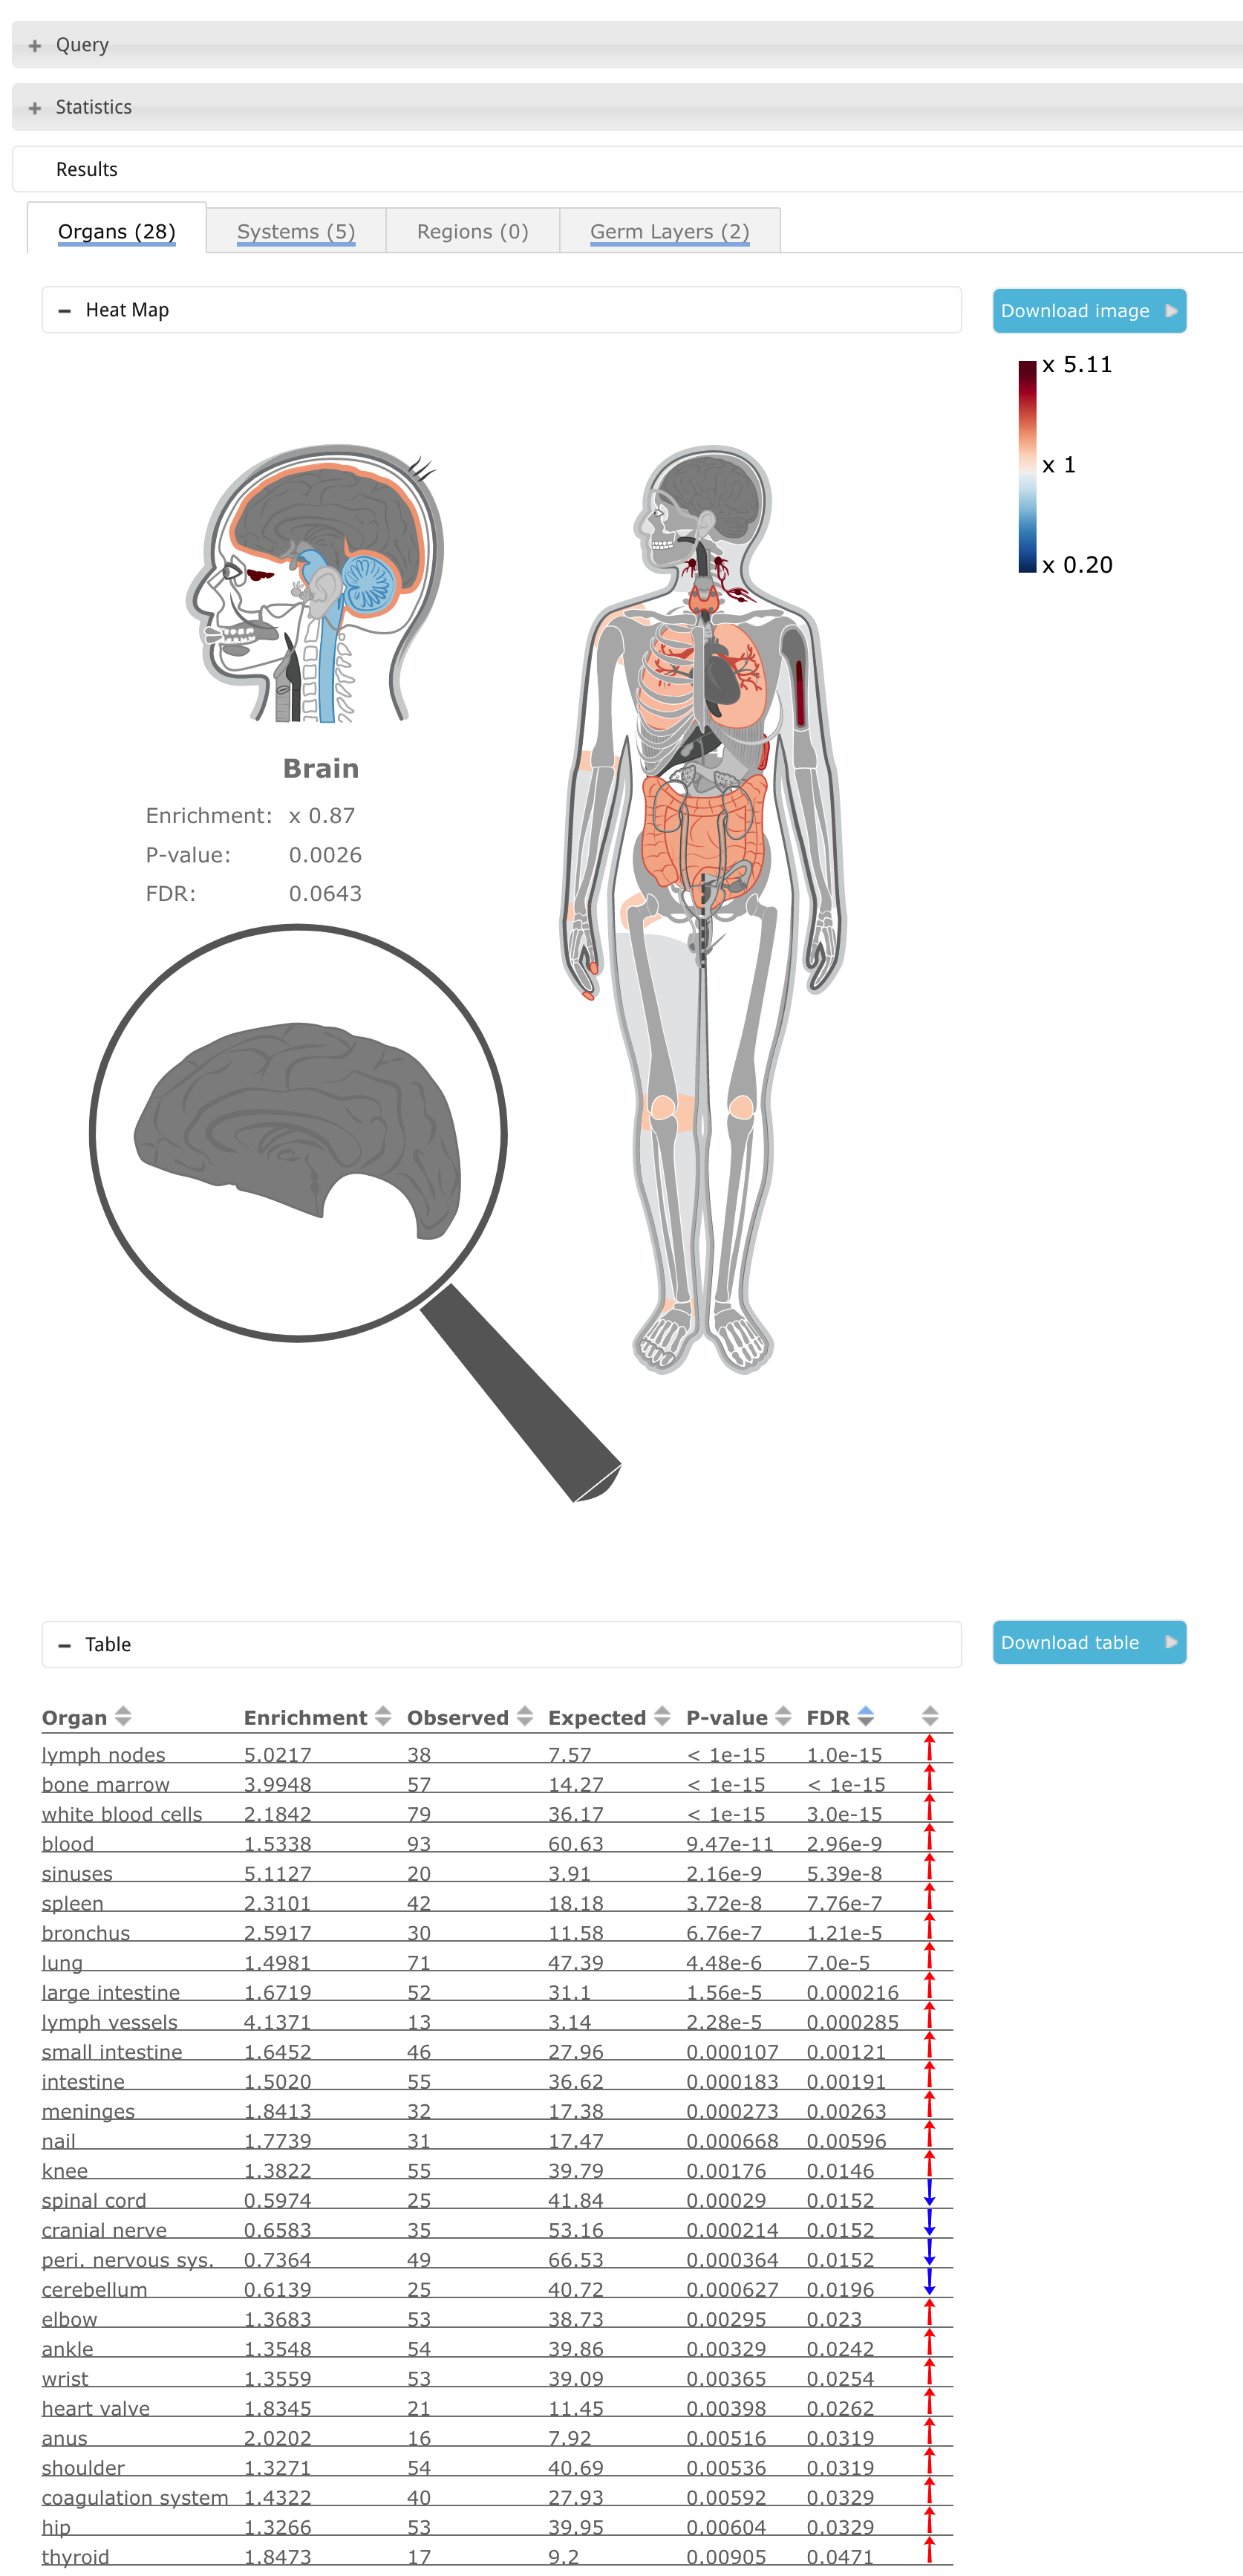 Query
Statistics
Results
Organs (28) Systems (5) Regions (0) Germ Layers (2)
Heat Map Download image
x 5.11
x 1
x 0.20
Brain
Enrichment: x 0.87
P-value: 0.0026
FDR: 0.0643
Table Download table
Organ Enrichment Observed Expected P-value FDR
lymph nodes 5.0217 38 7.57 < 1e-15 1.0e-15
bone marrow 3.9948 57 14.27 < 1e-15 < 1e-15
white blood cells 2.1842 79 36.17 < 1e-15 3.0e-15
blood 1.5338 93 60.63 9.47e-11 2.96e-9
sinuses 5.1127 20 3.91 2.16e-9 5.39e-8
spleen 2.3101 42 18.18 3.72e-8 7.76e-7
bronchus 2.5917 30 11.58 6.76e-7 1.21e-5
lung 1.4981 71 47.39 4.48e-6 7.0e-5
large intestine 1.6719 52 31.1 1.56e-5 0.000216
lymph vessels 4.1371 13 3.14 2.28e-5 0.000285
small intestine 1.6452 46 27.96 0.000107 0.00121
intestine 1.5020 55 36.62 0.000183 0.00191
meninges 1.8413 32 17.38 0.000273 0.00263
nail 1.7739 31 17.47 0.000668 0.00596
knee 1.3822 55 39.79 0.00176 0.0146
spinal cord 0.5974 25 41.84 0.00029 0.0152
cranial nerve 0.6583 35 53.16 0.000214 0.0152
peri. nervous sys. 0.7364 49 66.53 0.000364 0.0152
cerebellum 0.6139 25 40.72 0.000627 0.0196
elbow 1.3683 53 38.73 0.00295 0.023
ankle 1.3548 54 39.86 0.00329 0.0242
wrist 1.3559 53 39.09 0.00365 0.0254
heart valve 1.8345 21 11.45 0.00398 0.0262
anus 2.0202 16 7.92 0.00516 0.0319
shoulder 1.3271 54 40.69 0.00536 0.0319
coagulation system 1.4322 40 27.93 0.00592 0.0329
hip 1.3266 53 39.95 0.00604 0.0329
thyroid 1.8473 17 9.2 0.00905 0.0471